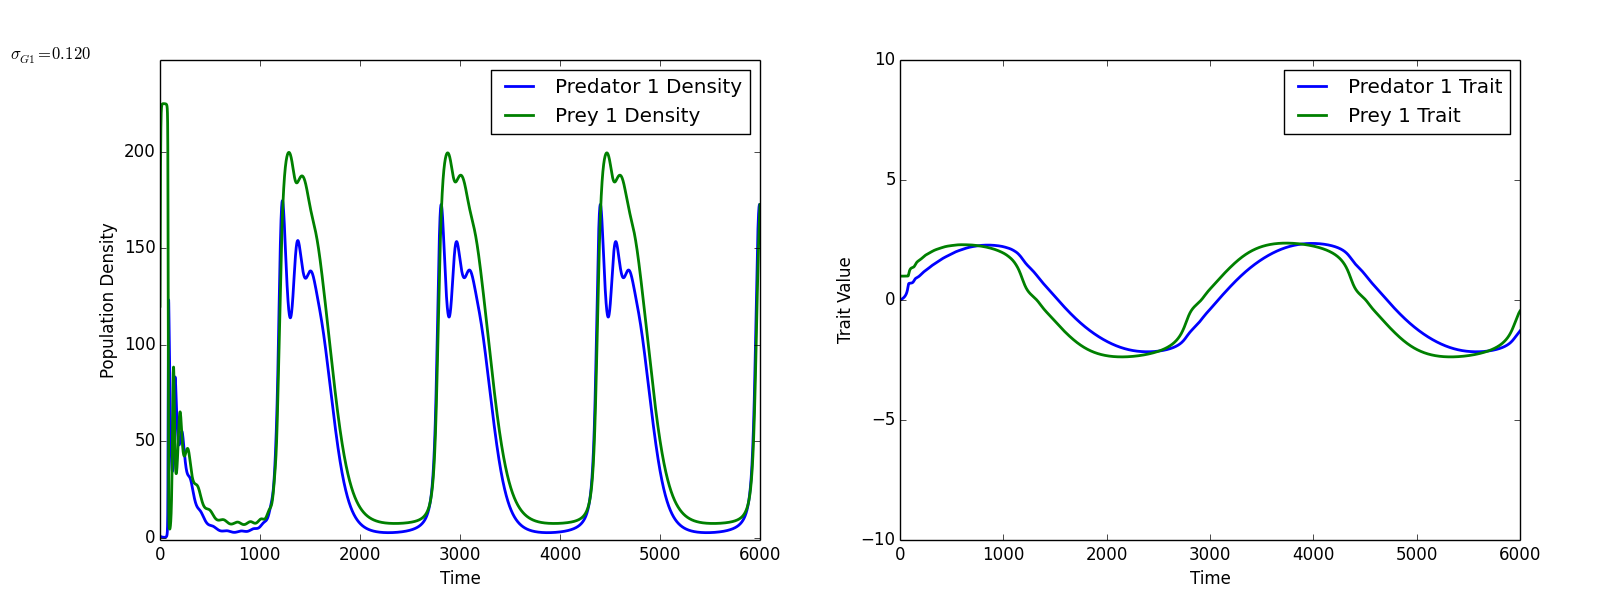 σG1=0.120
Predator 1 Density
Prey 1 Density
200
150
100
50
0
Population Density
0 1000 2000 3000 4000 5000 6000
Time
Predator 1 Trait
Prey 1 Trait
10
5
0
−5
−10
Trait Value
0 1000 2000 3000 4000 5000 6000
Time